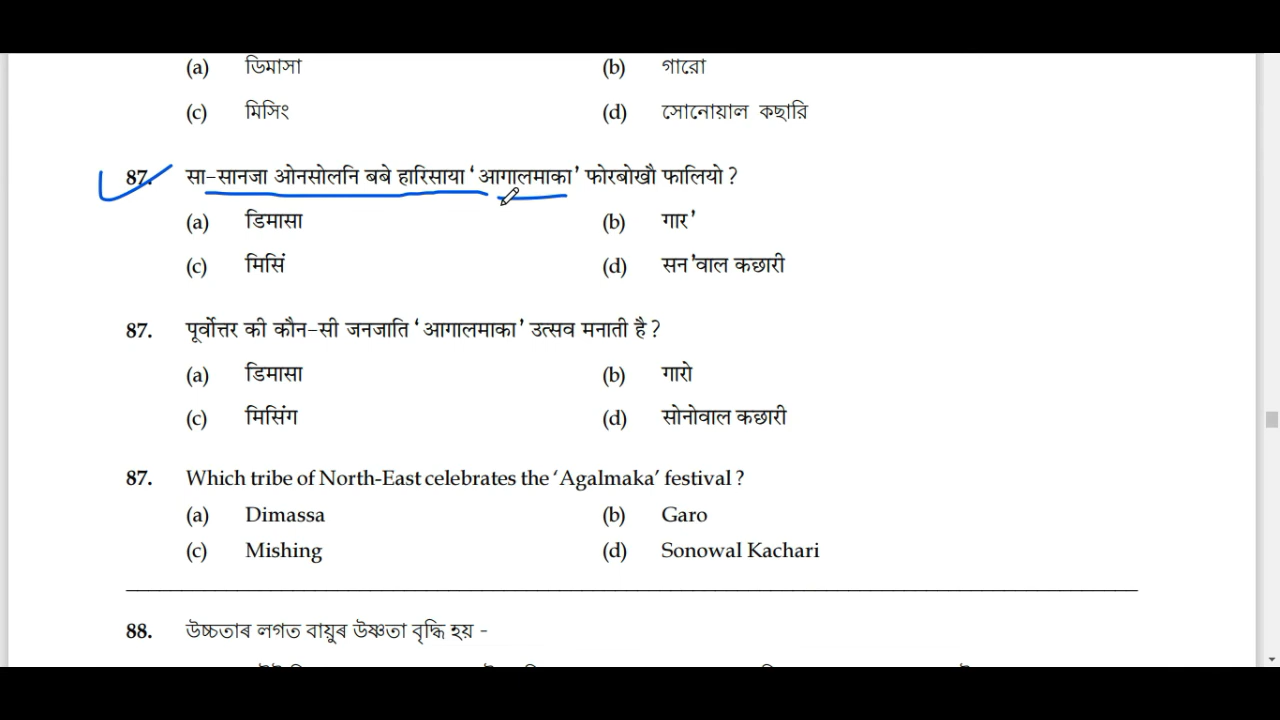 (a) ডিমাসা (b) গারো
(c) মিসিং (d) সোনোয়াল কছাৰি
87. सा-सानजा ओनसोलनि बबे हारिसाया ‘आगालमाका’ फोरबोखौ फालियो ?
(a) डिमासा (b) गार’
(c) मिसिं (d) सन’वाल कछारी
87. पूर्वोत्तर की कौन-सी जनजाति ‘आगालमाका’ उत्सव मनाती है ?
(a) डिमासा (b) गारो
(c) मिसिंग (d) सोनोवाल कछारी
87. Which tribe of North-East celebrates the ‘Agalmaka’ festival ?
(a) Dimassa (b) Garo
(c) Mishing (d) Sonowal Kachari
88. উচ্চতাৰ লগত বায়ুৰ উষ্ণতা বৃদ্ধি হয় -